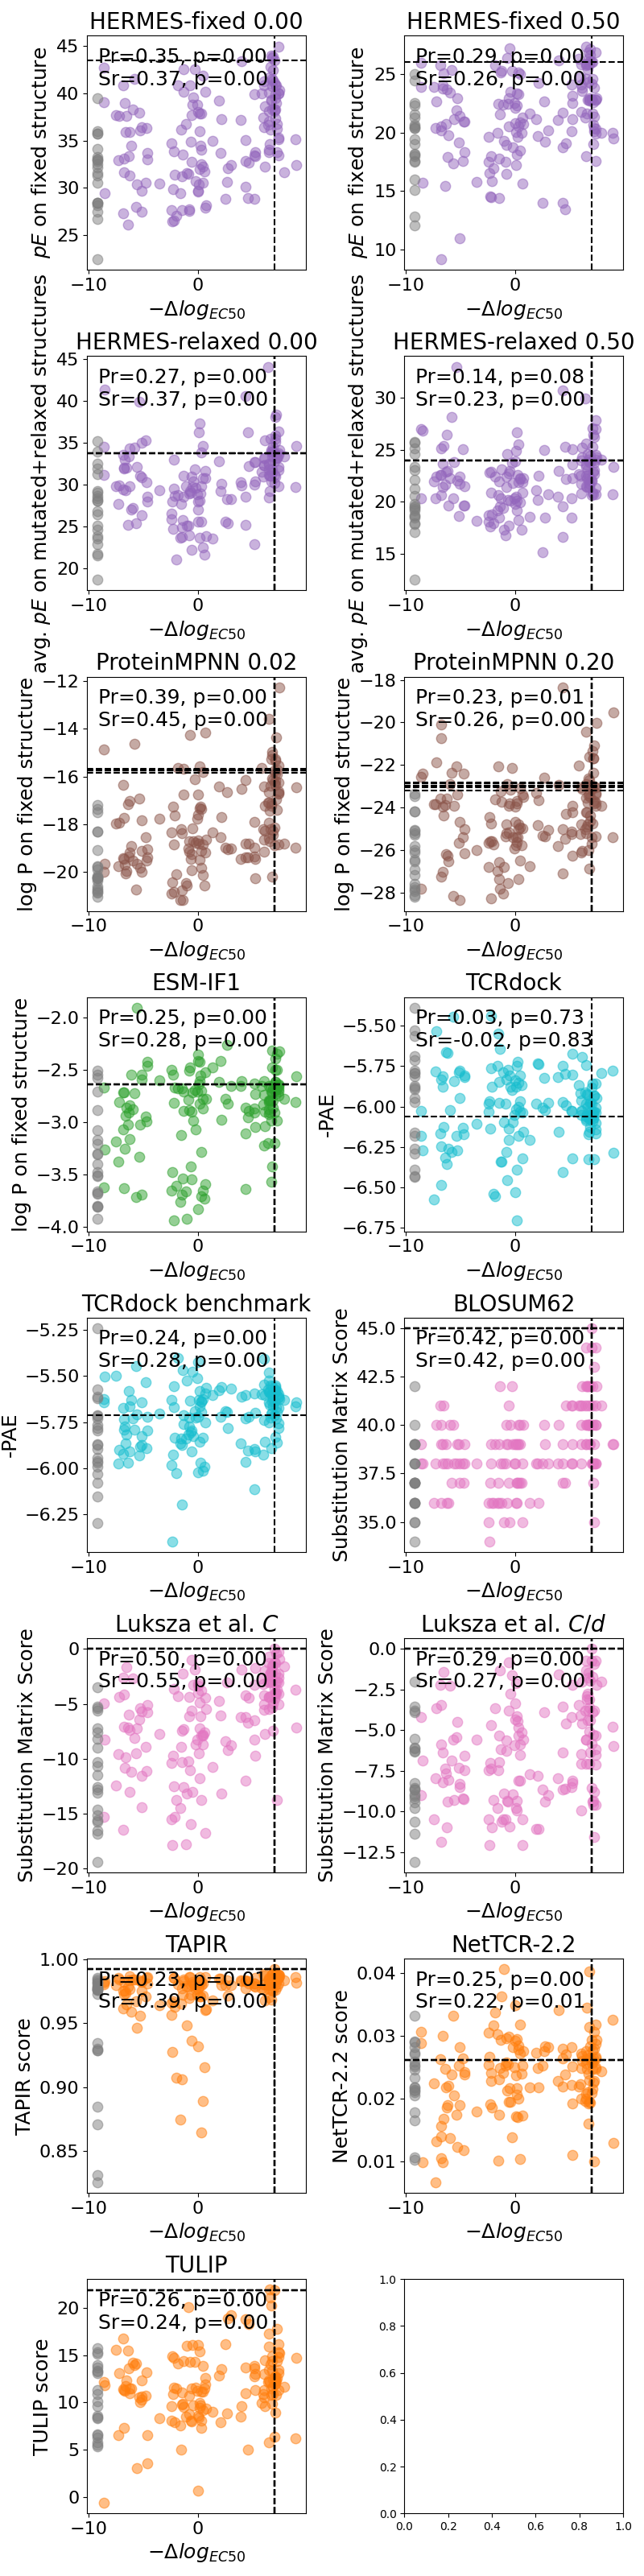 HERMES-fixed 0.00
Pr=0.35, p=0.00
Sr=0.37, p=0.00
pE on fixed structure
45
40
35
30
25
−10
0
−Δlog_EC50
HERMES-fixed 0.50
Pr=0.29, p=0.00
Sr=0.26, p=0.00
pE on fixed structure
25
20
15
10
−10
0
−Δlog_EC50
HERMES-relaxed 0.00
Pr=0.27, p=0.00
Sr=0.37, p=0.00
avg. pE on mutated+relaxed structures
45
40
35
30
25
20
−10
0
−Δlog_EC50
HERMES-relaxed 0.50
Pr=0.14, p=0.08
Sr=0.23, p=0.00
avg. pE on mutated+relaxed structures
30
25
20
15
−10
0
−Δlog_EC50
ProteinMPNN 0.02
Pr=0.39, p=0.00
Sr=0.45, p=0.00
log P on fixed structure
−12
−14
−16
−18
−20
−10
0
−Δlog_EC50
ProteinMPNN 0.20
Pr=0.23, p=0.01
Sr=0.26, p=0.00
log P on fixed structure
−18
−20
−22
−24
−26
−28
−10
0
−Δlog_EC50
ESM-IF1
Pr=0.25, p=0.00
Sr=0.28, p=0.00
log P on fixed structure
−2.0
−2.5
−3.0
−3.5
−4.0
−10
0
−Δlog_EC50
TCRdock
Pr=0.03, p=0.73
Sr=-0.02, p=0.83
-PAE
−5.50
−5.75
−6.00
−6.25
−6.50
−6.75
−10
0
−Δlog_EC50
TCRdock benchmark
Pr=0.24, p=0.00
Sr=0.28, p=0.00
-PAE
−5.25
−5.50
−5.75
−6.00
−6.25
−10
0
−Δlog_EC50
BLOSUM62
Pr=0.42, p=0.00
Sr=0.42, p=0.00
Substitution Matrix Score
45.0
42.5
40.0
37.5
35.0
−10
0
−Δlog_EC50
Luksza et al. C
Pr=0.50, p=0.00
Sr=0.55, p=0.00
Substitution Matrix Score
0
−5
−10
−15
−20
−10
0
−Δlog_EC50
Luksza et al. C/d
Pr=0.29, p=0.00
Sr=0.27, p=0.00
Substitution Matrix Score
0.0
−2.5
−5.0
−7.5
−10.0
−12.5
−10
0
−Δlog_EC50
TAPIR
Pr=0.23, p=0.01
Sr=0.39, p=0.00
TAPIR score
1.00
0.95
0.90
0.85
−10
0
−Δlog_EC50
NetTCR-2.2
Pr=0.25, p=0.00
Sr=0.22, p=0.01
NetTCR-2.2 score
0.04
0.03
0.02
0.01
−10
0
−Δlog_EC50
TULIP
Pr=0.26, p=0.00
Sr=0.24, p=0.00
TULIP score
20
15
10
5
0
−10
0
−Δlog_EC50
1.0
0.8
0.6
0.4
0.2
0.0
0.0 0.2 0.4 0.6 0.8 1.0